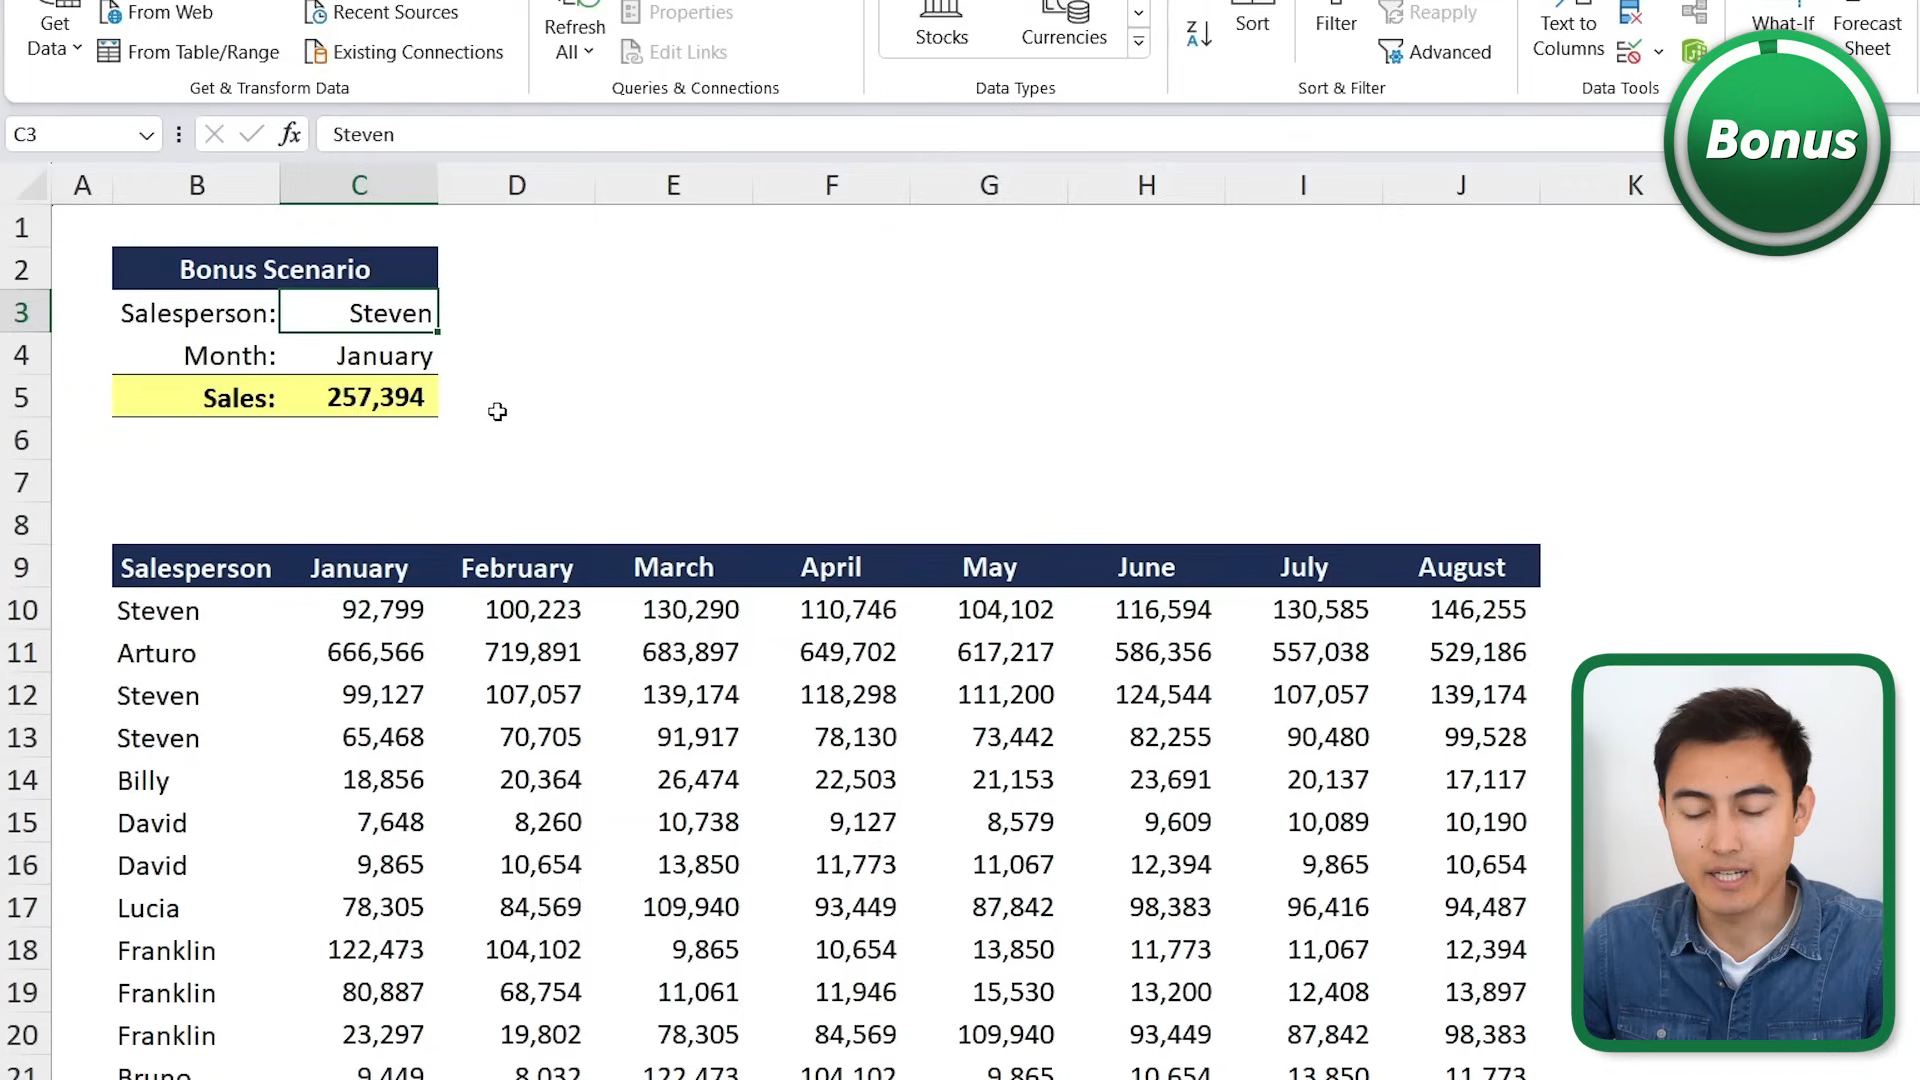 Get
Data
From Web
From Table/Range
Recent Sources
Existing Connections
Get & Transform Data
Refresh
All
Properties
Edit Links
Queries & Connections
Stocks
Currencies
Data Types
Z
A
Sort
Filter
Reapply
Advanced
Sort & Filter
Text to
Columns
Data Tools
What-If
Forecast
Sheet
Bonus
C3
fx
Steven
A B C D E F G H I J K
1
2 Bonus Scenario
3 Salesperson: Steven
4 Month: January
5 Sales: 257,394
6
7
8
9 Salesperson January February March April May June July August
10 Steven 92,799 100,223 130,290 110,746 104,102 116,594 130,585 146,255
11 Arturo 666,566 719,891 683,897 649,702 617,217 586,356 557,038 529,186
12 Steven 99,127 107,057 139,174 118,298 111,200 124,544 107,057 139,174
13 Steven 65,468 70,705 91,917 78,130 73,442 82,255 90,480 99,528
14 Billy 18,856 20,364 26,474 22,503 21,153 23,691 20,137 17,117
15 David 7,648 8,260 10,738 9,127 8,579 9,609 10,089 10,190
16 David 9,865 10,654 13,850 11,773 11,067 12,394 9,865 10,654
17 Lucia 78,305 84,569 109,940 93,449 87,842 98,383 96,416 94,487
18 Franklin 122,473 104,102 9,865 10,654 13,850 11,773 11,067 12,394
19 Franklin 80,887 68,754 11,061 11,946 15,530 13,200 12,408 13,897
20 Franklin 23,297 19,802 78,305 84,569 109,940 93,449 87,842 98,383
21 Bruno 9,449 8,032 122,473 104,102 9,865 10,654 13,850 11,773